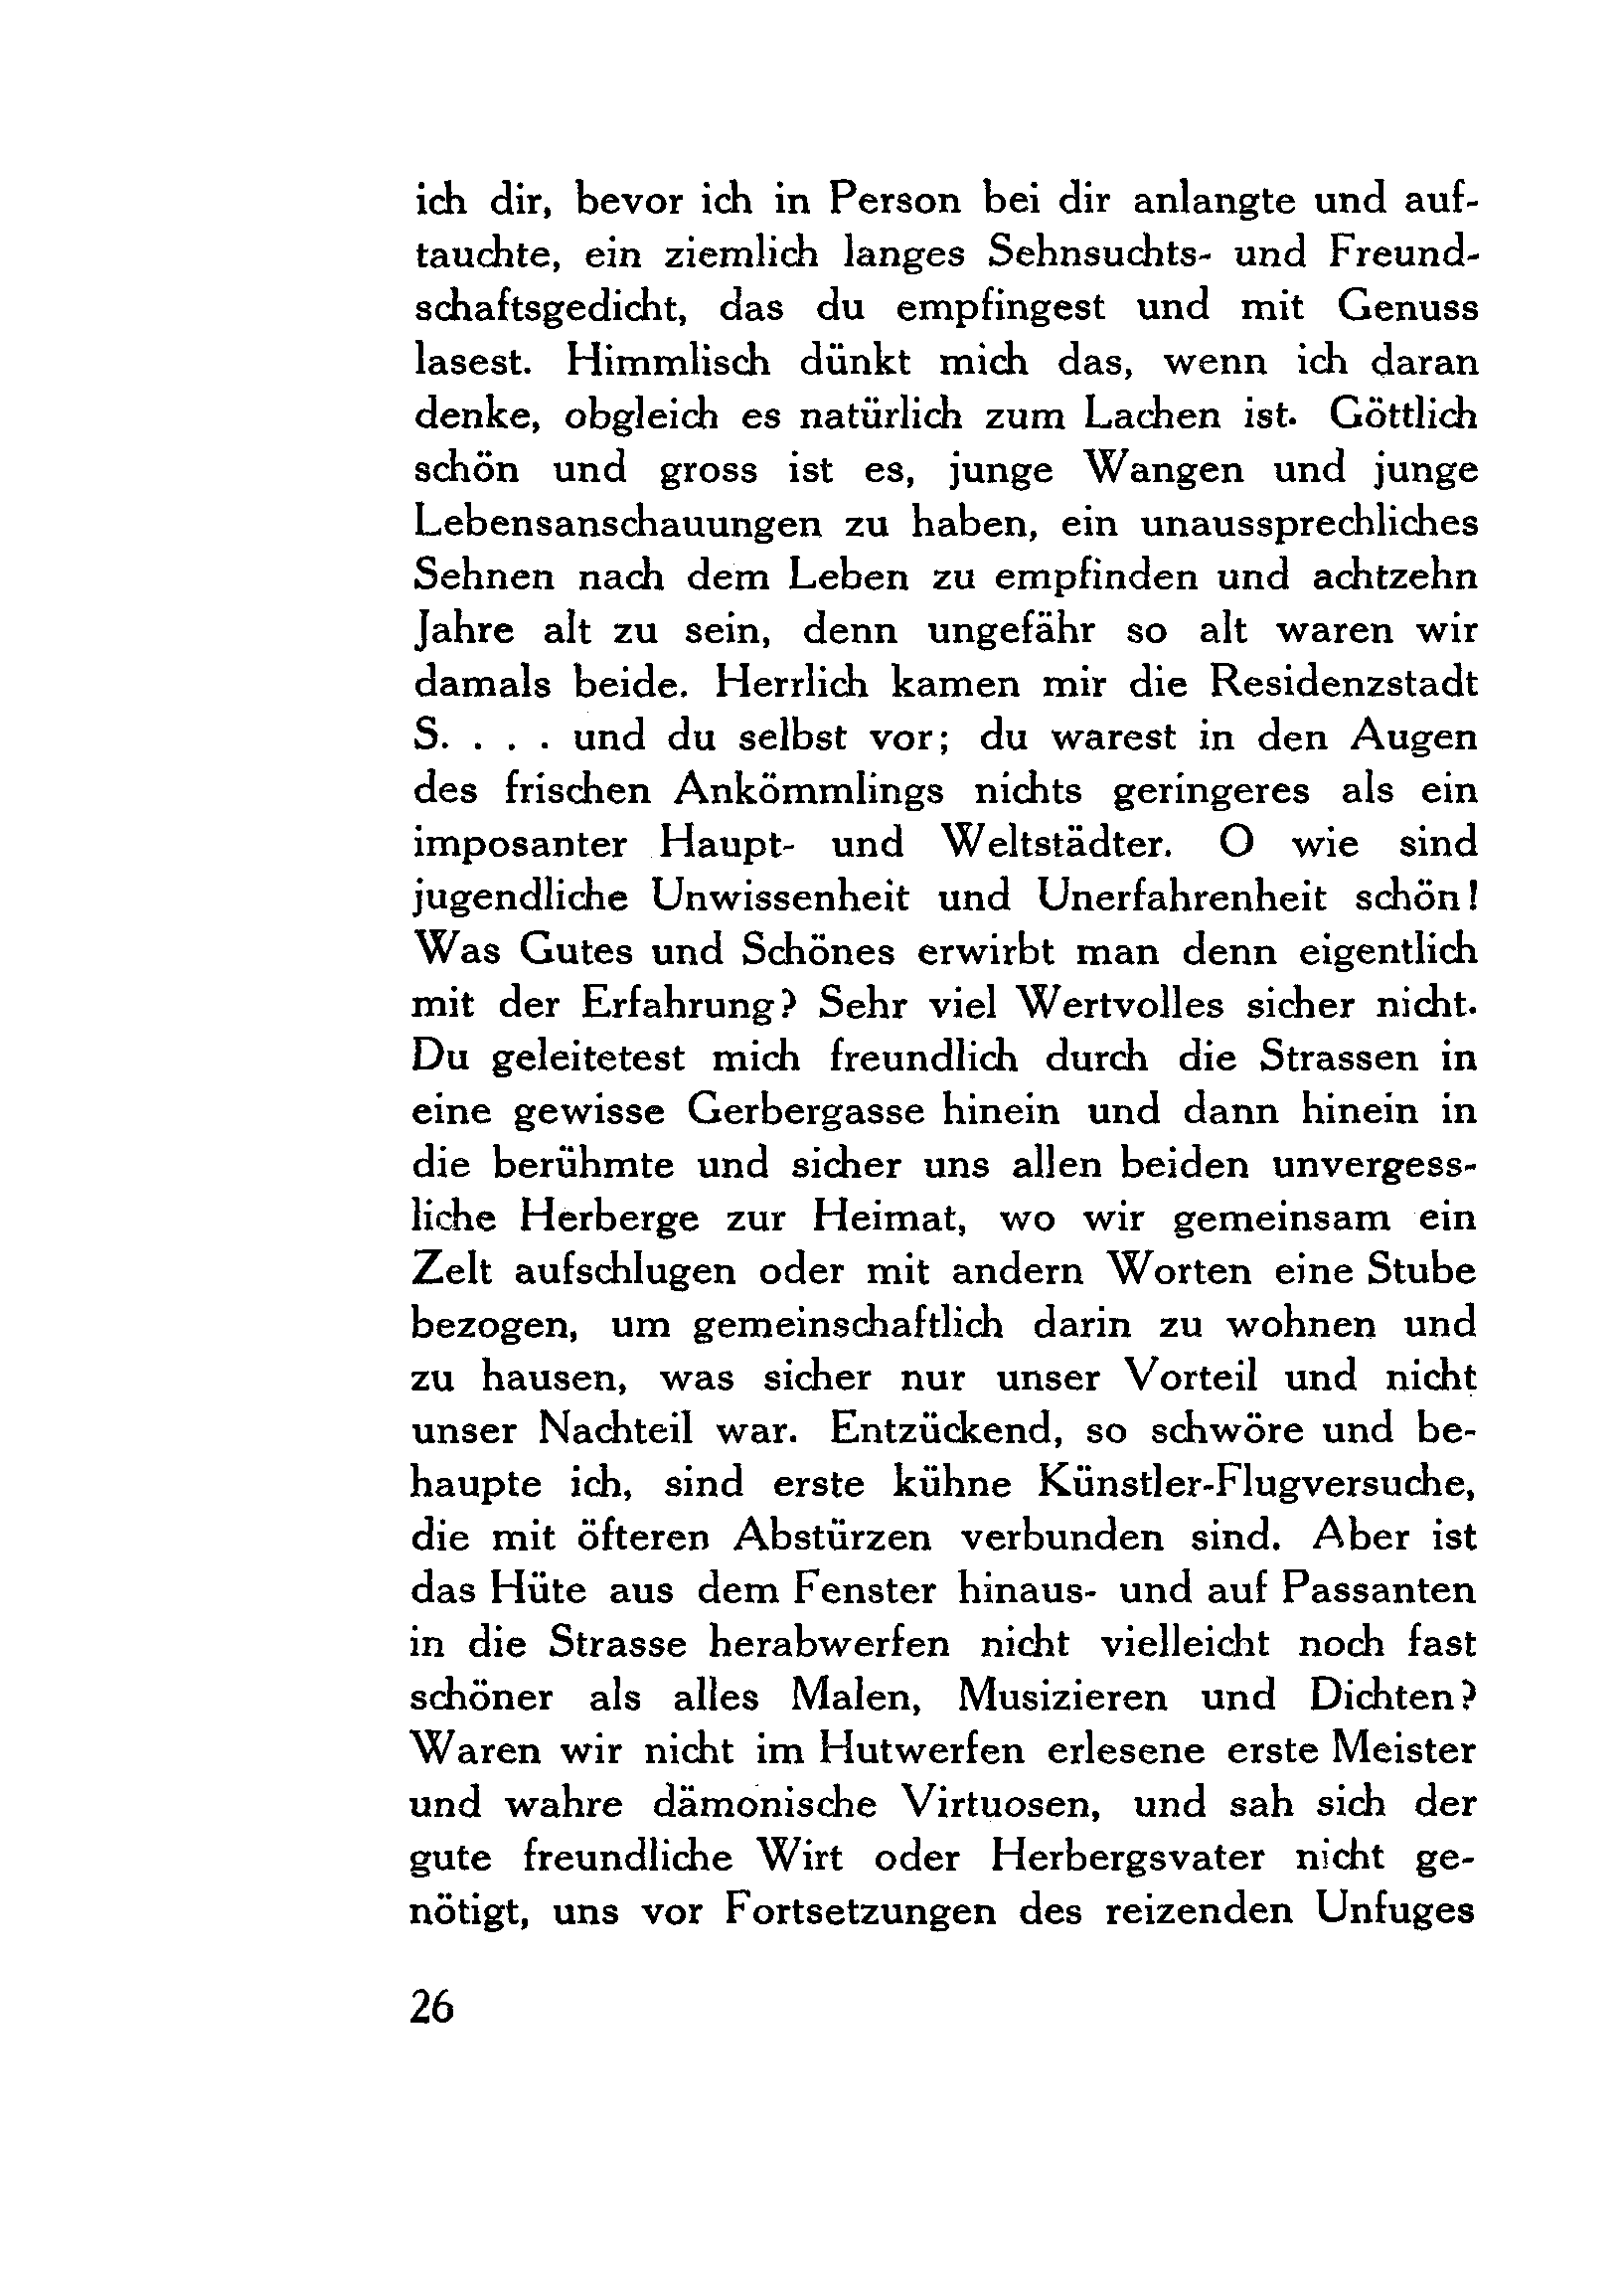 ich dir, bevor ich in Person bei dir anlangte und auf-
tauchte, ein ziemlich langes Sehnsuchts- und Freund-
schaftsgedicht, das du empfingest und mit Genuss
lasest. Himmlisch dünkt mich das, wenn ich daran
denke, obgleich es natürlich zum Lachen ist. Göttlich
schön und gross ist es, junge Wangen und junge
Lebensanschauungen zu haben, ein unaussprechliches
Sehnen nach dem Leben zu empfinden und achtzehn
Jahre alt zu sein, denn ungefähr so alt waren wir
damals beide. Herrlich kamen mir die Residenzstadt
S. . . . und du selbst vor; du warest in den Augen
des frischen Ankömmlings nichts geringeres als ein
imposanter Haupt- und Weltstädter. O wie sind
jugendliche Unwissenheit und Unerfahrenheit schön!
Was Gutes und Schönes erwirbt man denn eigentlich
mit der Erfahrung? Sehr viel Wertvolles sicher nicht.
Du geleitetest mich freundlich durch die Strassen in
eine gewisse Gerbergasse hinein und dann hinein in
die berühmte und sicher uns allen beiden unvergess-
liche Herberge zur Heimat, wo wir gemeinsam ein
Zelt aufschlugen oder mit andern Worten eine Stube
bezogen, um gemeinschaftlich darin zu wohnen und
zu hausen, was sicher nur unser Vorteil und nicht
unser Nachteil war. Entzückend, so schwöre und be-
haupte ich, sind erste kühne Künstler-Flugversuche,
die mit öfteren Abstürzen verbunden sind. Aber ist
das Hüte aus dem Fenster hinaus- und auf Passanten
in die Strasse herabwerfen nicht vielleicht noch fast
schöner als alles Malen, Musizieren und Dichten?
Waren wir nicht im Hutwerfen erlesene erste Meister
und wahre dämonische Virtuosen, und sah sich der
gute freundliche Wirt oder Herbergsvater nicht ge-
nötigt, uns vor Fortsetzungen des reizenden Unfuges
26